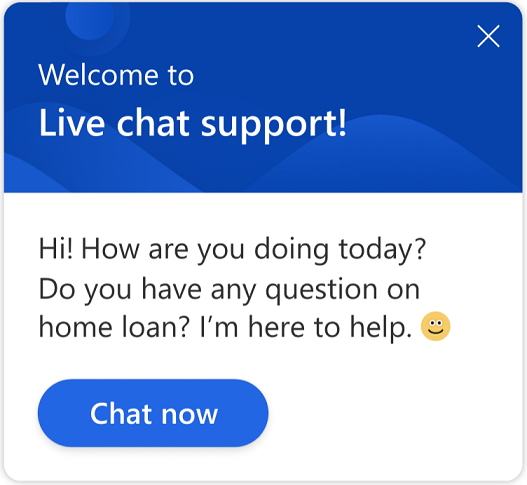 Welcome to
Live chat support!
Hi! How are you doing today?
Do you have any question on
home loan? I’m here to help. 🙂
Chat now